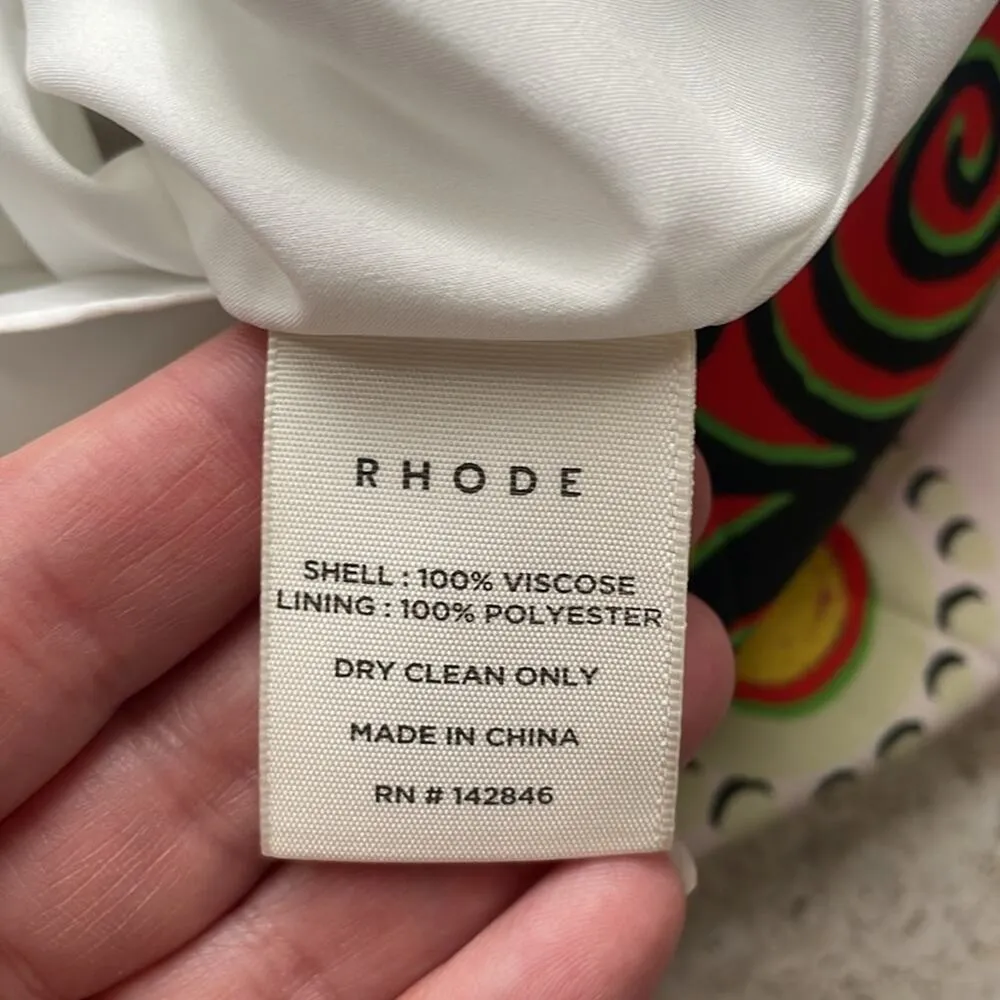 RHODE
SHELL : 100% VISCOSE
LINING : 100% POLYESTER
DRY CLEAN ONLY
MADE IN CHINA
RN # 142846